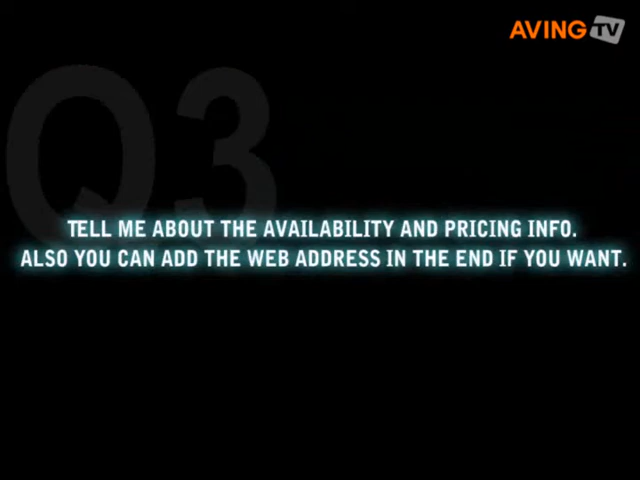 AVING TV
Q3
TELL ME ABOUT THE AVAILABILITY AND PRICING INFO.
ALSO YOU CAN ADD THE WEB ADDRESS IN THE END IF YOU WANT.